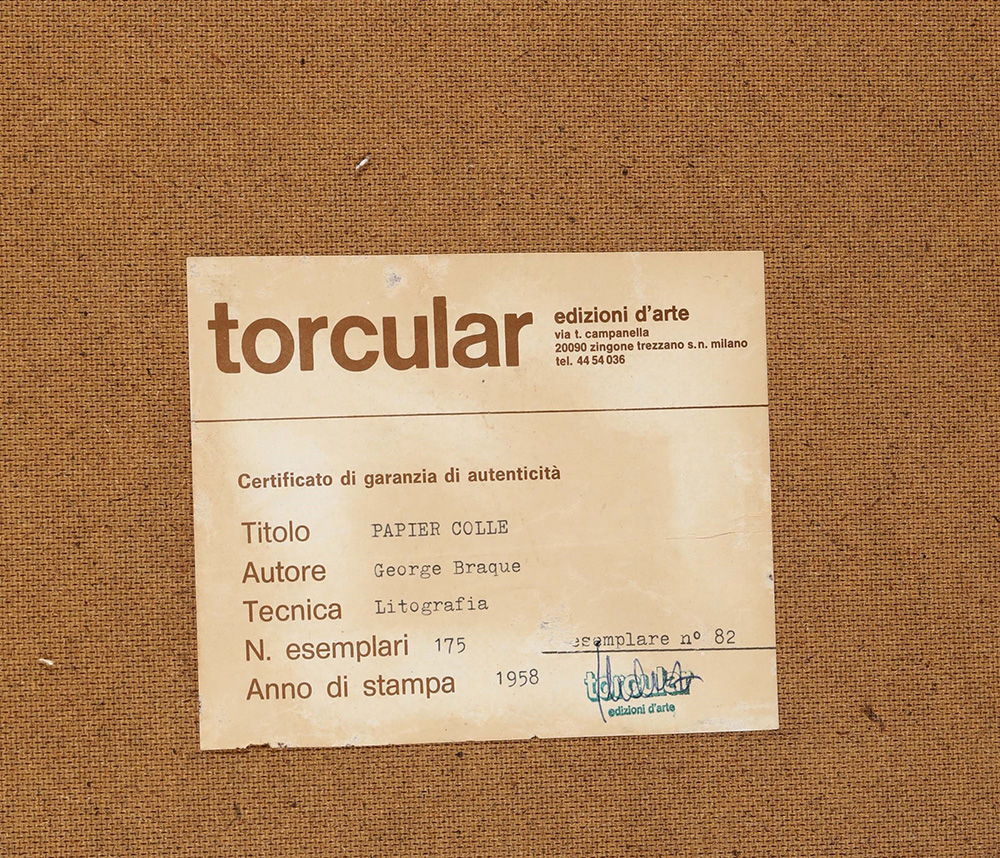 torcular
edizioni d'arte
via t. campanella
20090 zingone trezzano s.n. milano
tel. 44 54 036
Certificato di garanzia di autenticità
Titolo PAPIER COLLE
Autore George Braque
Tecnica Litografia
N. esemplari 175 esemplare nº 82
Anno di stampa 1958
torcular
edizioni d'arte